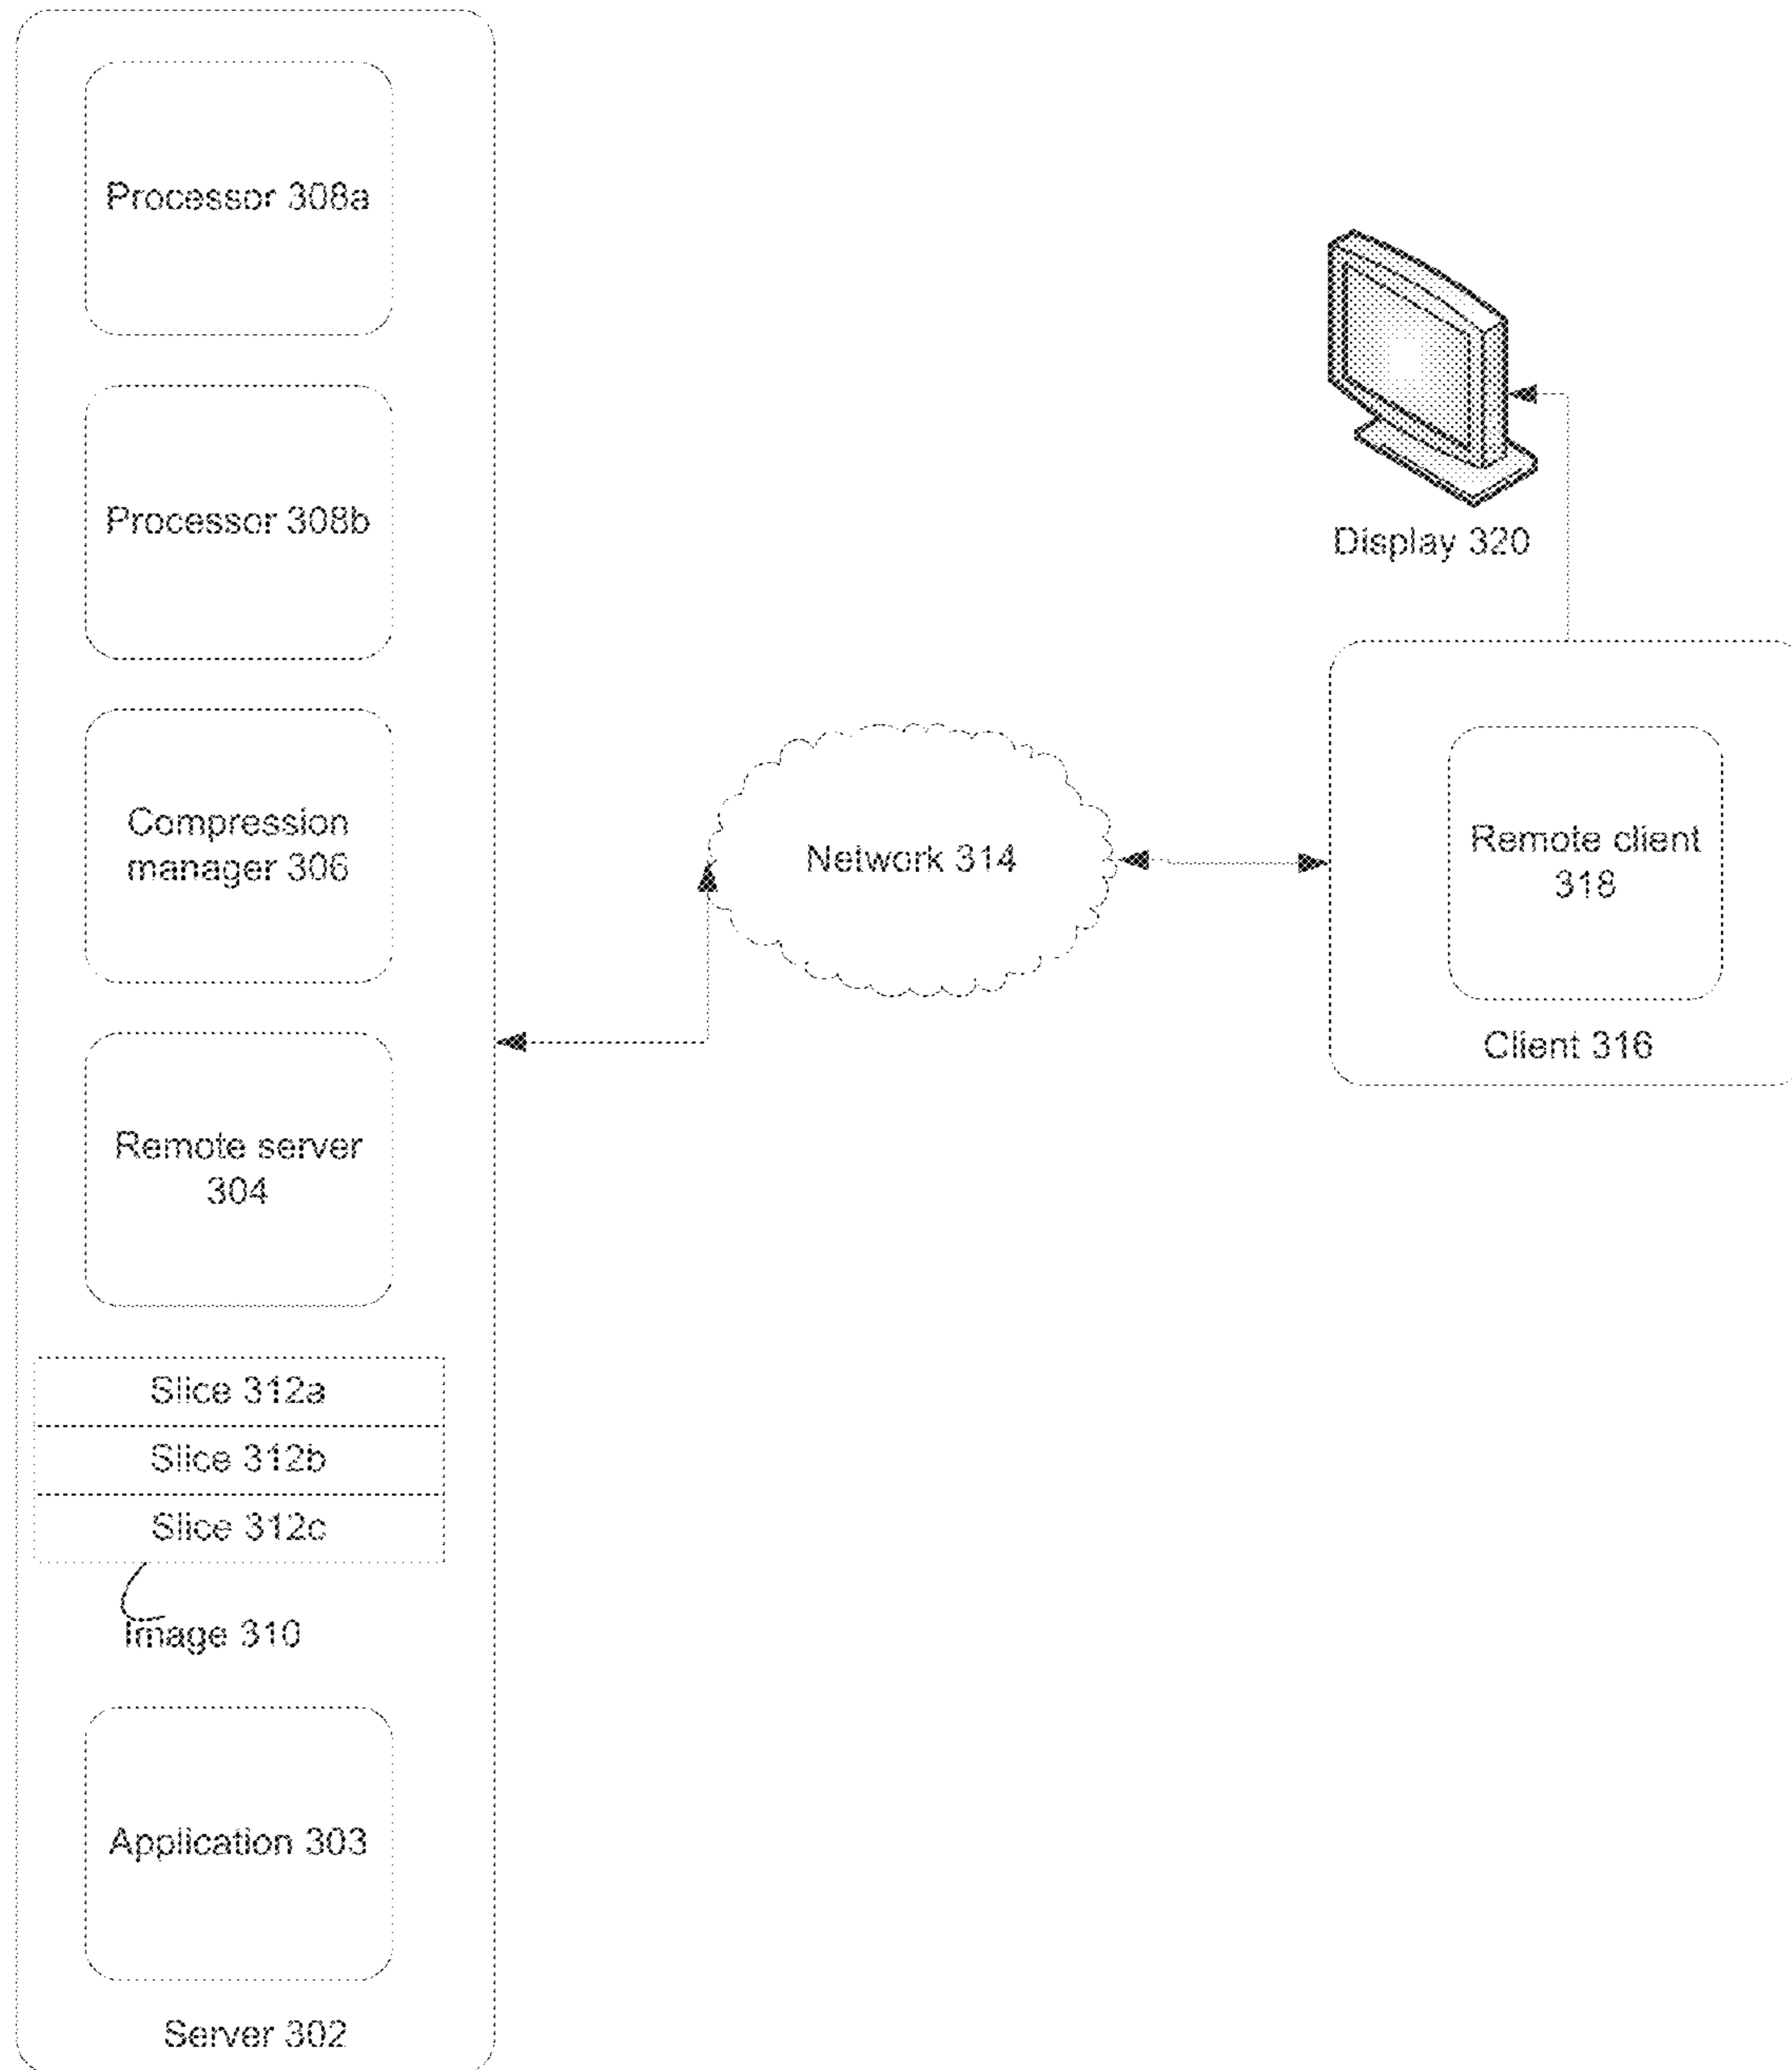 Processor 308a
Processor 308b
Compression
manager 306
Remote server
304
Slice 312a
Slice 312b
Slice 312c
Image 310
Application 303
Server 302
Network 314
Display 320
Remote client
318
Client 316